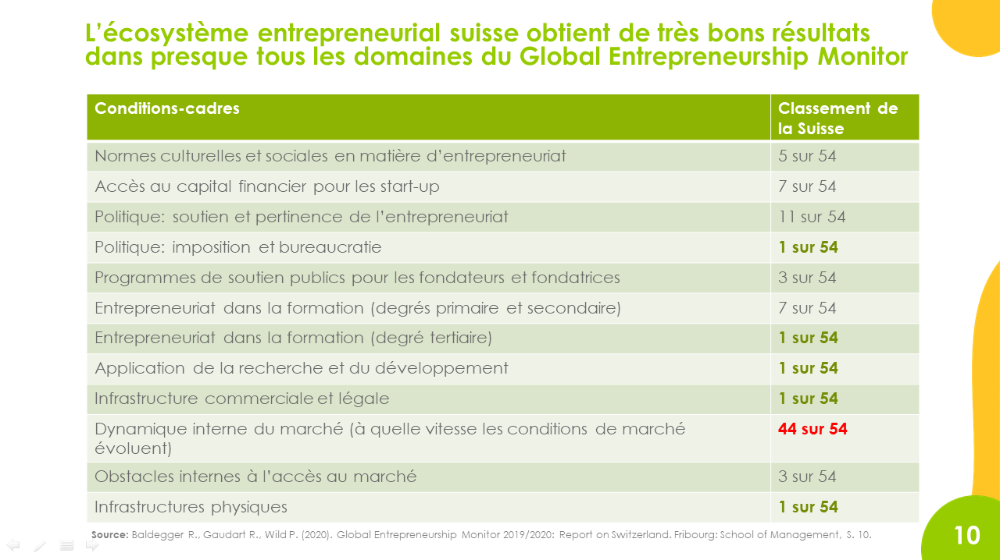 L’écosystème entrepreneurial suisse obtient de très bons résultats
dans presque tous les domaines du Global Entrepreneurship Monitor
Conditions-cadres
Classement de
la Suisse
Normes culturelles et sociales en matière d’entrepreneuriat
5 sur 54
Accès au capital financier pour les start-up
7 sur 54
Politique: soutien et pertinence de l’entrepreneuriat
11 sur 54
Politique: imposition et bureaucratie
1 sur 54
Programmes de soutien publics pour les fondateurs et fondatrices
3 sur 54
Entrepreneuriat dans la formation (degrés primaire et secondaire)
7 sur 54
Entrepreneuriat dans la formation (degré tertiaire)
1 sur 54
Application de la recherche et du développement
1 sur 54
Infrastructure commerciale et légale
1 sur 54
Dynamique interne du marché (à quelle vitesse les conditions de marché
évoluent)
44 sur 54
Obstacles internes à l’accès au marché
3 sur 54
Infrastructures physiques
1 sur 54
Source: Baldegger R., Gaudart R., Wild P. (2020). Global Entrepreneurship Monitor 2019/2020: Report on Switzerland. Fribourg: School of Management, S. 10.
10